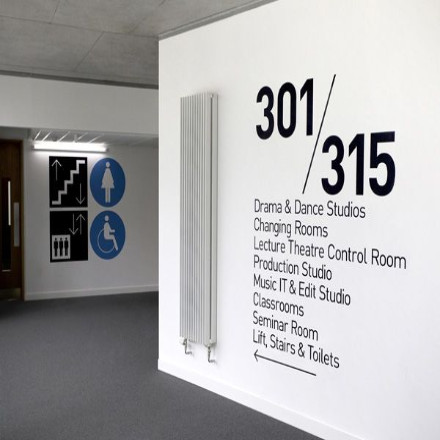 301/
315
Drama & Dance Studios
Changing Rooms
Lecture Theatre Control Room
Production Studio
Music IT & Edit Studio
Classrooms
Seminar Room
Lift, Stairs & Toilets